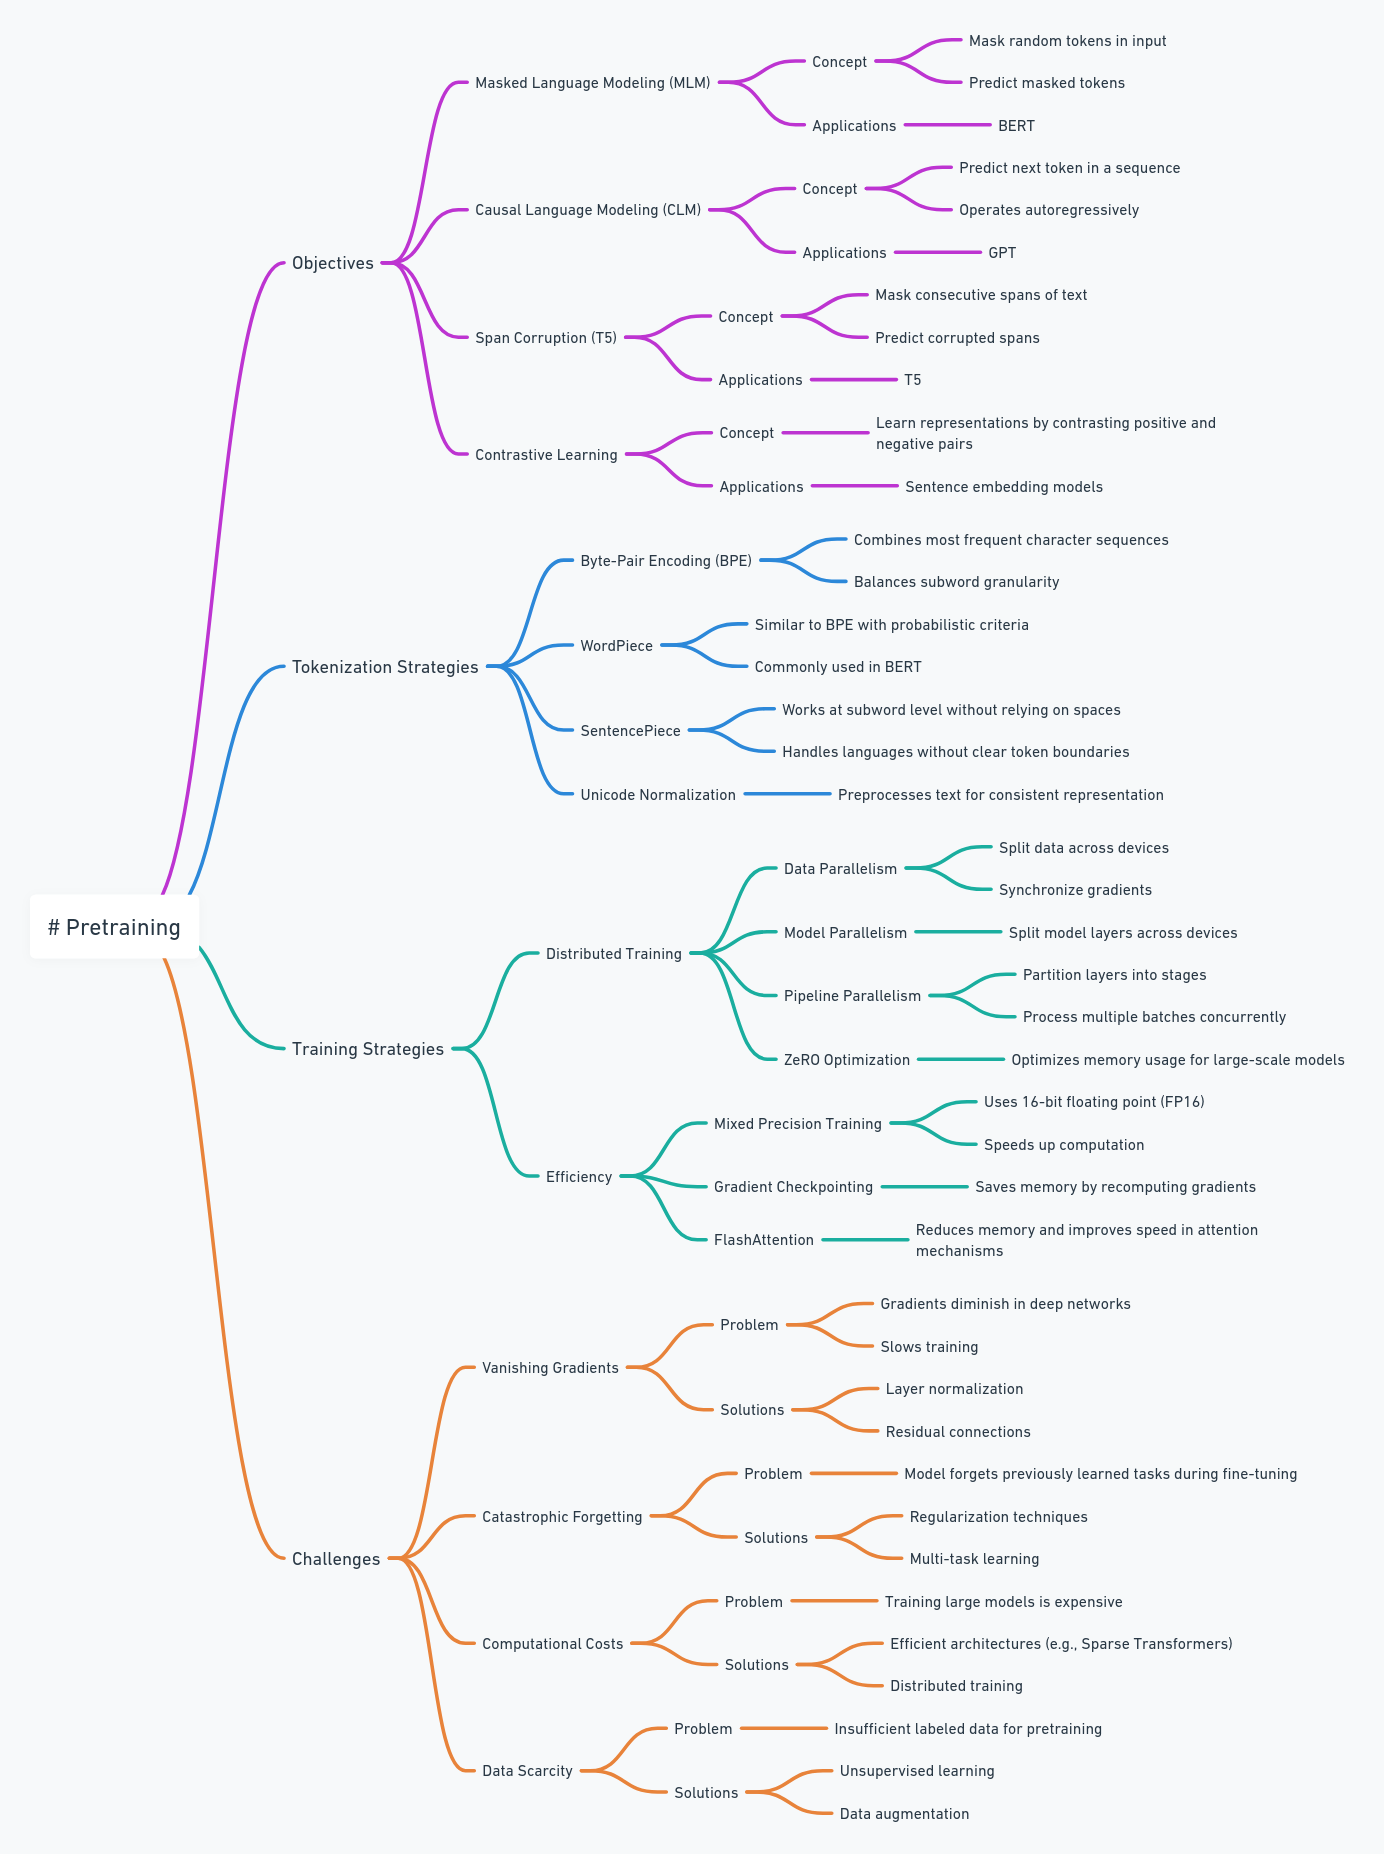 # Pretraining
Objectives
Masked Language Modeling (MLM)
Concept
Mask random tokens in input
Predict masked tokens
Applications
BERT
Causal Language Modeling (CLM)
Concept
Predict next token in a sequence
Operates autoregressively
Applications
GPT
Span Corruption (T5)
Concept
Mask consecutive spans of text
Predict corrupted spans
Applications
T5
Contrastive Learning
Concept
Learn representations by contrasting positive and
negative pairs
Applications
Sentence embedding models
Tokenization Strategies
Byte-Pair Encoding (BPE)
Combines most frequent character sequences
Balances subword granularity
WordPiece
Similar to BPE with probabilistic criteria
Commonly used in BERT
SentencePiece
Works at subword level without relying on spaces
Handles languages without clear token boundaries
Unicode Normalization
Preprocesses text for consistent representation
Training Strategies
Distributed Training
Data Parallelism
Split data across devices
Synchronize gradients
Model Parallelism
Split model layers across devices
Pipeline Parallelism
Partition layers into stages
Process multiple batches concurrently
ZeRO Optimization
Optimizes memory usage for large-scale models
Efficiency
Mixed Precision Training
Uses 16-bit floating point (FP16)
Speeds up computation
Gradient Checkpointing
Saves memory by recomputing gradients
FlashAttention
Reduces memory and improves speed in attention
mechanisms
Challenges
Vanishing Gradients
Problem
Gradients diminish in deep networks
Slows training
Solutions
Layer normalization
Residual connections
Catastrophic Forgetting
Problem
Model forgets previously learned tasks during fine-tuning
Solutions
Regularization techniques
Multi-task learning
Computational Costs
Problem
Training large models is expensive
Solutions
Efficient architectures (e.g., Sparse Transformers)
Distributed training
Data Scarcity
Problem
Insufficient labeled data for pretraining
Solutions
Unsupervised learning
Data augmentation